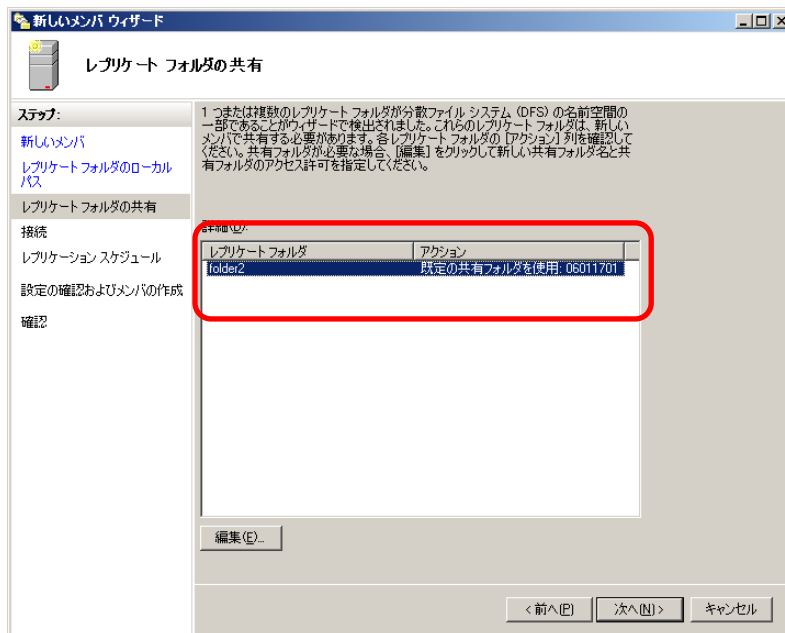 新しいメンバ ウィザード
レプリケート フォルダの共有
ステップ:
新しいメンバ
レプリケート フォルダのローカル
パス
レプリケート フォルダの共有
接続
レプリケーション スケジュール
設定の確認およびメンバの作成
確認
1 つまたは複数のレプリケート フォルダが分散ファイル システム (DFS) の名前空間の
一部であることがウィザードで検出されました。これらのレプリケート フォルダは、新しい
メンバで共有する必要があります。各レプリケート フォルダの [アクション] 列を確認して
ください。共有フォルダが必要な場合、[編集] をクリックして新しい共有フォルダ名と共
有フォルダのアクセス許可を指定してください。
詳細(D):
レプリケート フォルダ アクション
folder2 既定の共有フォルダを使用: 06011701
編集(E)...
< 前へ(P) 次へ(N) > キャンセル